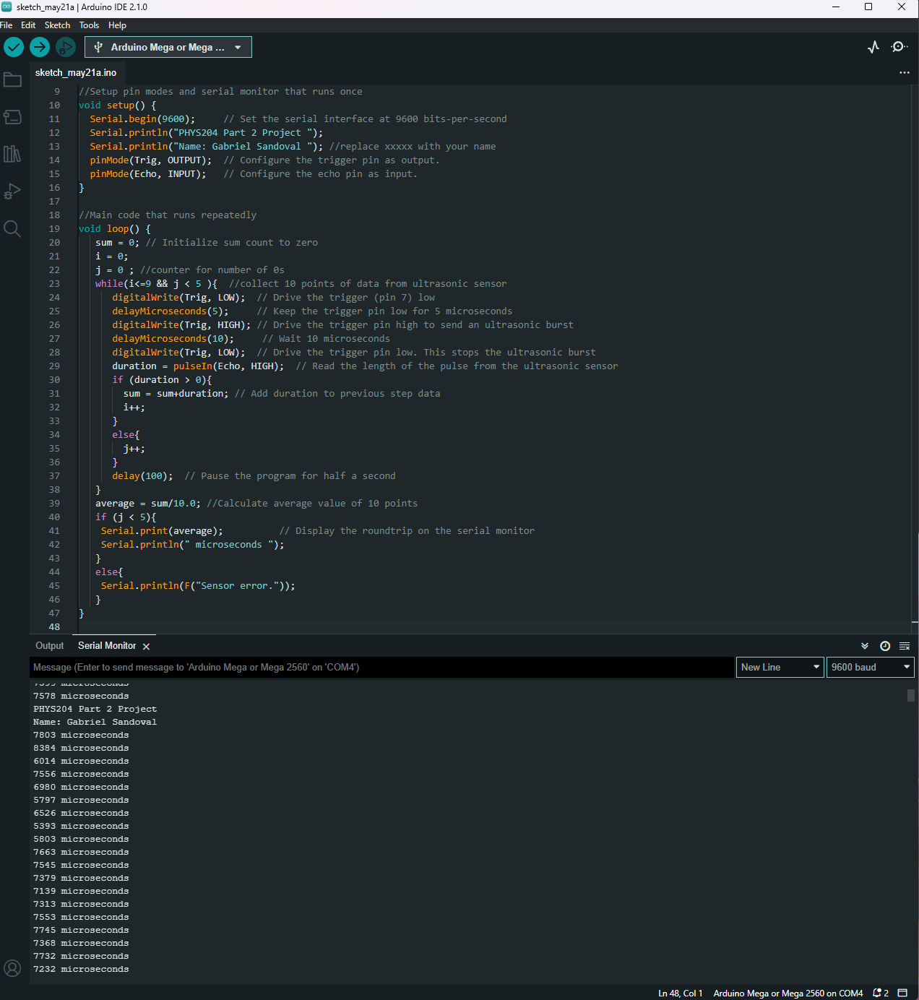 sketch_may21a | Arduino IDE 2.1.0
File Edit Sketch Tools Help
Arduino Mega or Mega ...
sketch_may21a.ino
9 //Setup pin modes and serial monitor that runs once
10 void setup() {
11 Serial.begin(9600); // Set the serial interface at 9600 bits-per-second
12 Serial.println("PHYS204 Part 2 Project ");
13 Serial.println("Name: Gabriel Sandoval "); //replace xxxxx with your name
14 pinMode(Trig, OUTPUT); // Configure the trigger pin as output.
15 pinMode(Echo, INPUT); // Configure the echo pin as input.
16 }
17
18 //Main code that runs repeatedly
19 void loop() {
20 sum = 0; // Initialize sum count to zero
21 i = 0;
22 j = 0 ; //counter for number of 0s
23 while(i<=9 && j < 5 ){ //collect 10 points of data from ultrasonic sensor
24 digitalWrite(Trig, LOW); // Drive the trigger (pin 7) low
25 delayMicroseconds(5); // Keep the trigger pin low for 5 microseconds
26 digitalWrite(Trig, HIGH); // Drive the trigger pin high to send an ultrasonic burst
27 delayMicroseconds(10); // Wait 10 microseconds
28 digitalWrite(Trig, LOW); // Drive the trigger pin low. This stops the ultrasonic burst
29 duration = pulseIn(Echo, HIGH); // Read the length of the pulse from the ultrasonic sensor
30 if (duration > 0){
31 sum = sum+duration; // Add duration to previous step data
32 i++;
33 }
34 else{
35 j++;
36 }
37 delay(100); // Pause the program for half a second
38 }
39 average = sum/10.0; //Calculate average value of 10 points
40 if (j < 5){
41 Serial.print(average); // Display the roundtrip on the serial monitor
42 Serial.println(" microseconds ");
43 }
44 else{
45 Serial.println(F("Sensor error."));
46 }
47 }
48
Output Serial Monitor
Message (Enter to send message to 'Arduino Mega or Mega 2560' on 'COM4') New Line 9600 baud
microseconds
7578 microseconds
PHYS204 Part 2 Project
Name: Gabriel Sandoval
7803 microseconds
8384 microseconds
6014 microseconds
7556 microseconds
6980 microseconds
5797 microseconds
6526 microseconds
5393 microseconds
5803 microseconds
7663 microseconds
7545 microseconds
7379 microseconds
7139 microseconds
7313 microseconds
7553 microseconds
7745 microseconds
7368 microseconds
7732 microseconds
7232 microseconds
Ln 48, Col 1 Arduino Mega or Mega 2560 on COM4 2